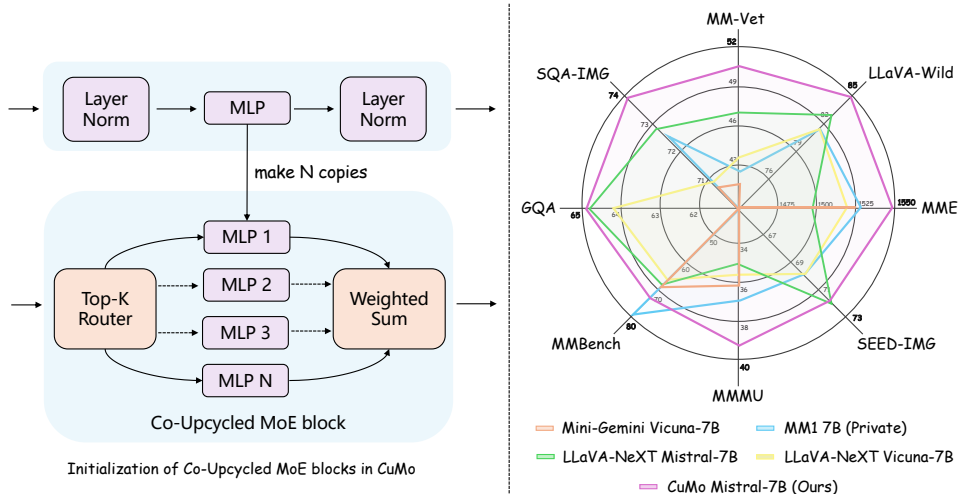 Layer
Norm
MLP
Layer
Norm
make N copies
MLP 1
MLP 2
MLP 3
MLP N
Top-K
Router
Weighted
Sum
Co-Upcycled MoE block
Initialization of Co-Upcycled MoE blocks in CuMo
MM-Vet
52
SQA-IMG
LLaVA-Wild
74
85
49
73
82
46
72
79
43
71
76
GQA
65
64
63
62
1475
1500
1525
1550
MME
50
34
67
60
36
69
70
71
80
38
73
MMBench
SEED-IMG
40
MMMU
Mini-Gemini Vicuna-7B
MM1 7B (Private)
LLaVA-NeXT Mistral-7B
LLaVA-NeXT Vicuna-7B
CuMo Mistral-7B (Ours)